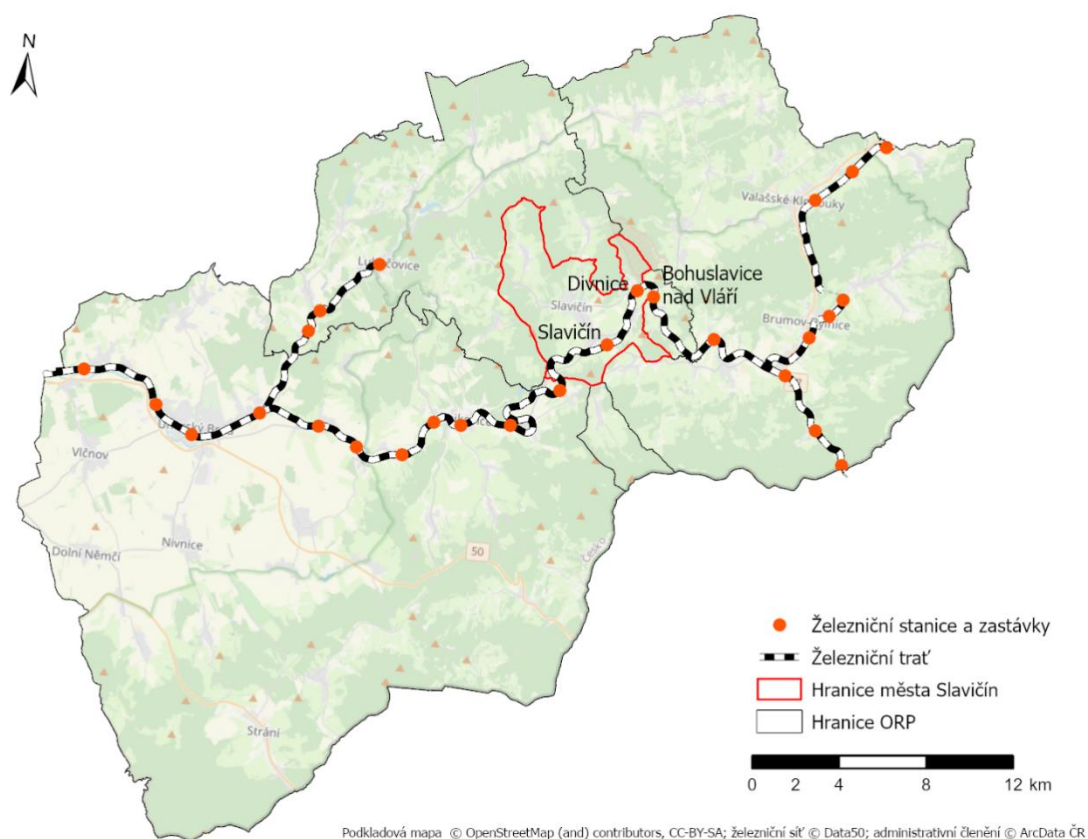 N
Valašské Klobouky
Luhačovice
Bohuslavice
nad Vláří
Divnice
Slavičín
Slavičín
Brumov-Bylnice
Vlčnov
Nivnice
Dolní Němčí
50
Česko
Strání
Železniční stanice a zastávky
Železniční trať
Hranice města Slavičín
Hranice ORP
0 2 4 8 12 km
Podkladová mapa © OpenStreetMap (and) contributors, CC-BY-SA; železniční síť © Data50; administrativní členění © ArcData ČR